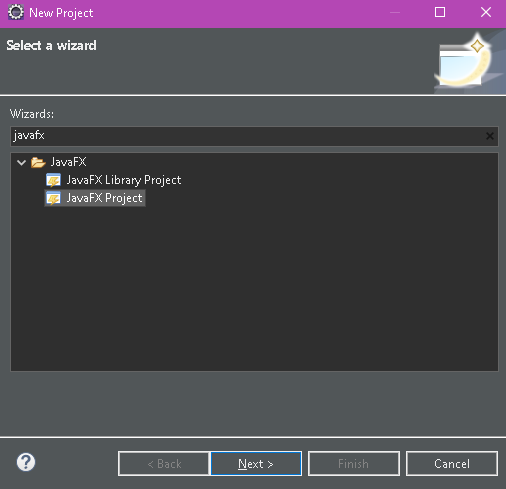 New Project
Select a wizard
Wizards:
javafx
JavaFX
JavaFX Library Project
JavaFX Project
< Back
Next >
Finish
Cancel